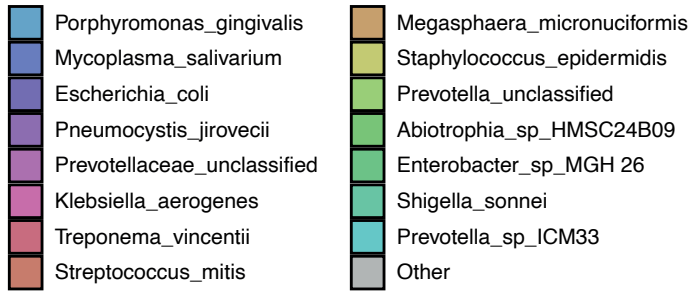 Porphyromonas_gingivalis
Mycoplasma_salivarium
Escherichia_coli
Pneumocystis_jirovecii
Prevotellaceae_unclassified
Klebsiella_aerogenes
Treponema_vincentii
Streptococcus_mitis
Megasphaera_micronuciformis
Staphylococcus_epidermidis
Prevotella_unclassified
Abiotrophia_sp_HMSC24B09
Enterobacter_sp_MGH 26
Shigella_sonnei
Prevotella_sp_ICM33
Other